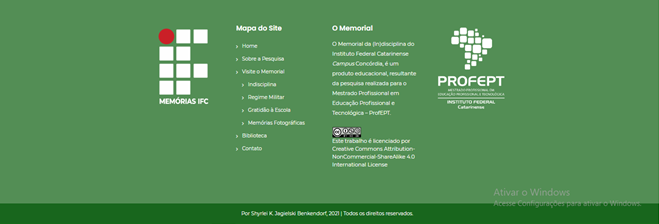 Mapa do Site
Home
Sobre a Pesquisa
Visite o Memorial
Indisciplina
Regime Militar
Gratidão à Escola
Memórias Fotográficas
Biblioteca
Contato
O Memorial
O Memorial da (in)disciplina do
Instituto Federal Catarinense
Campus Concórdia, é um
produto educacional, resultante
da pesquisa realizada para o
Mestrado Profissional em
Educação Profissional e
Tecnológica – ProfEPT.
Este trabalho é licenciado por
Creative Commons Attribution-
NonCommercial-ShareAlike 4.0
International License
MEMÓRIAS IFC
PROFEPT
MESTRADO PROFISSIONAL EM
EDUCAÇÃO PROFISSIONAL E TECNOLÓGICA
INSTITUTO FEDERAL
Catarinense
Ativar o Windows
Acesse Configurações para ativar o Windows.
Por Shyrlei K. Jagielski Benkendorf, 2021 | Todos os direitos reservados.